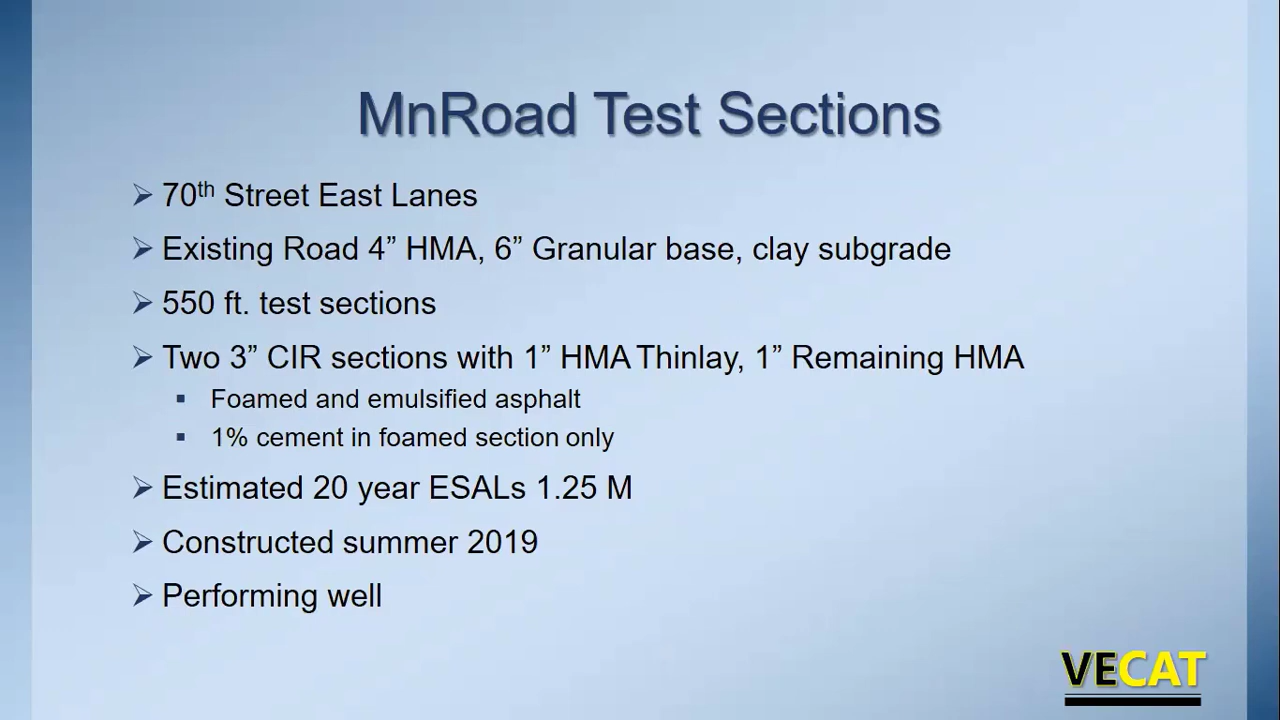 MnRoad Test Sections
70th Street East Lanes
Existing Road 4” HMA, 6” Granular base, clay subgrade
550 ft. test sections
Two 3” CIR sections with 1” HMA Thinlay, 1” Remaining HMA
Foamed and emulsified asphalt
1% cement in foamed section only
Estimated 20 year ESALs 1.25 M
Constructed summer 2019
Performing well
VECAT